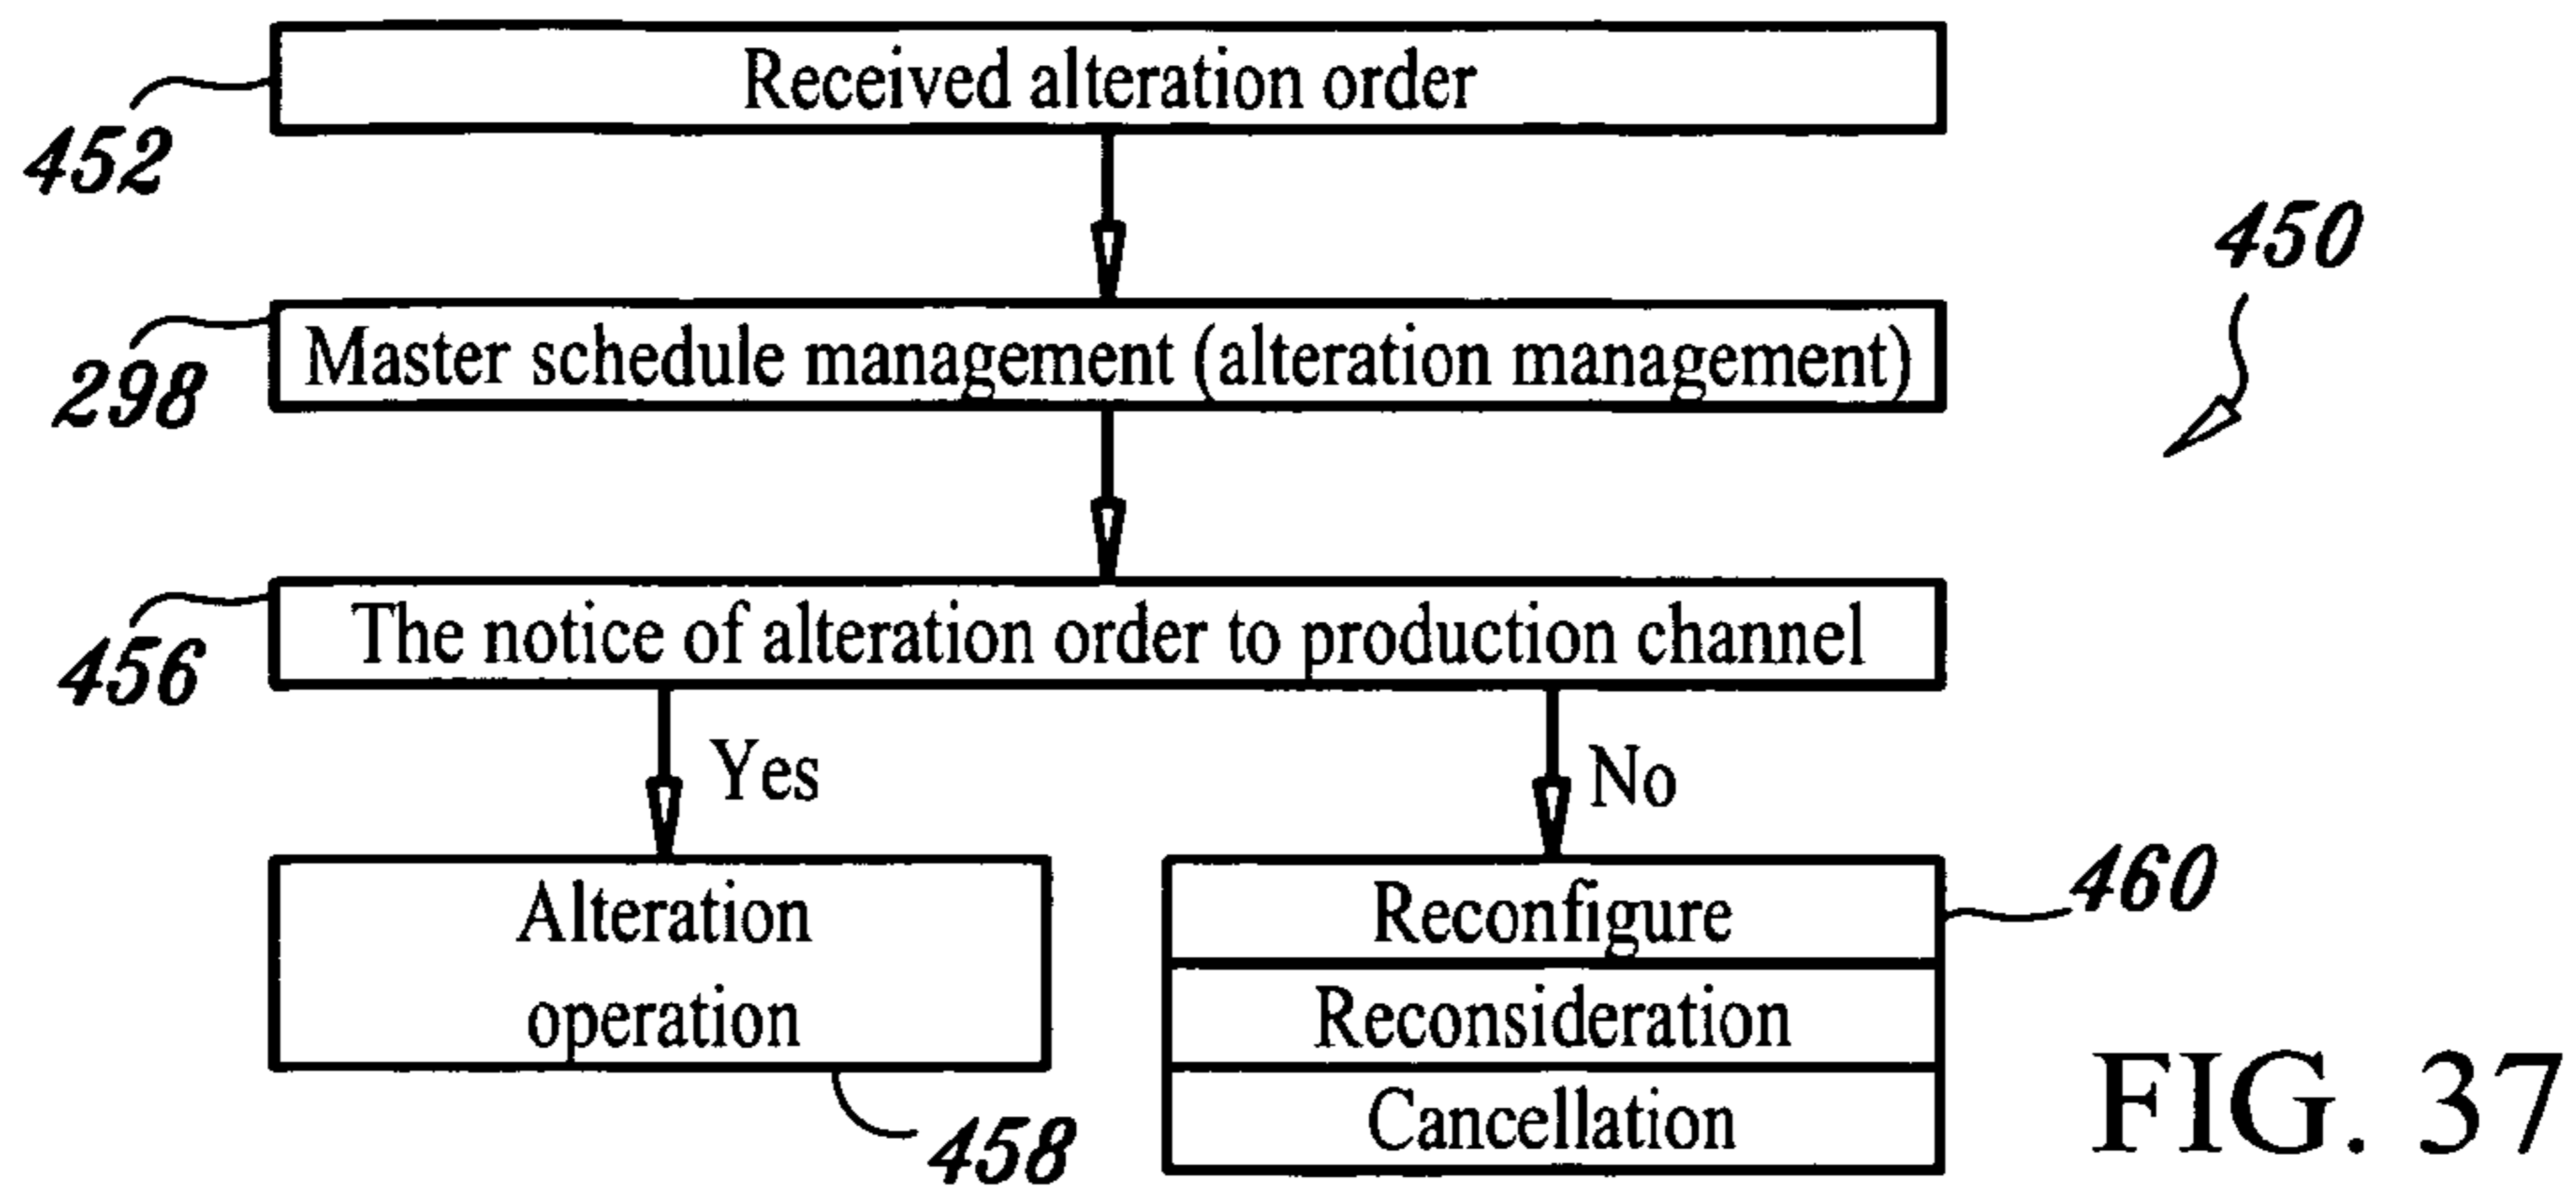 Received alteration order
452
450
Master schedule management (alteration management)
298
The notice of alteration order to production channel
456
Yes
No
Alteration
operation
458
Reconfigure
460
Reconsideration
Cancellation
FIG. 37